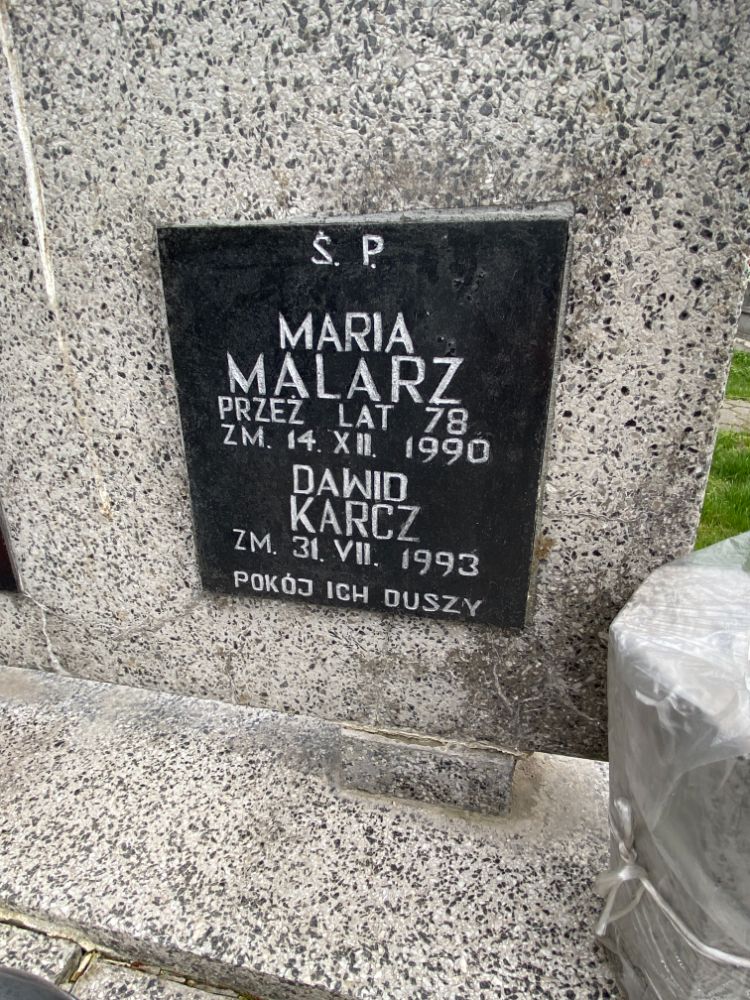 Ś. P.
MARIA
MALARZ
PRZEŻ LAT 78
ZM. 14. XII. 1990
DAWID
KARCZ
ZM. 31. VII. 1993
POKÓJ ICH DUSZY